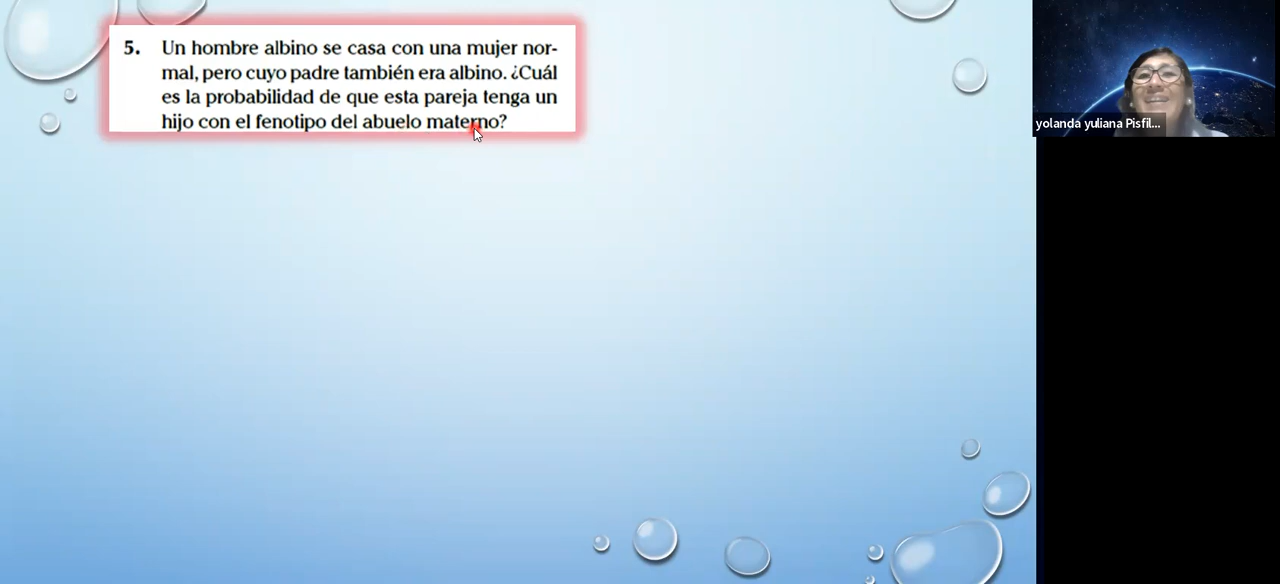 5. Un hombre albino se casa con una mujer nor-
mal, pero cuyo padre también era albino. ¿Cuál
es la probabilidad de que esta pareja tenga un
hijo con el fenotipo del abuelo materno?
yolanda yuliana Pisfil...